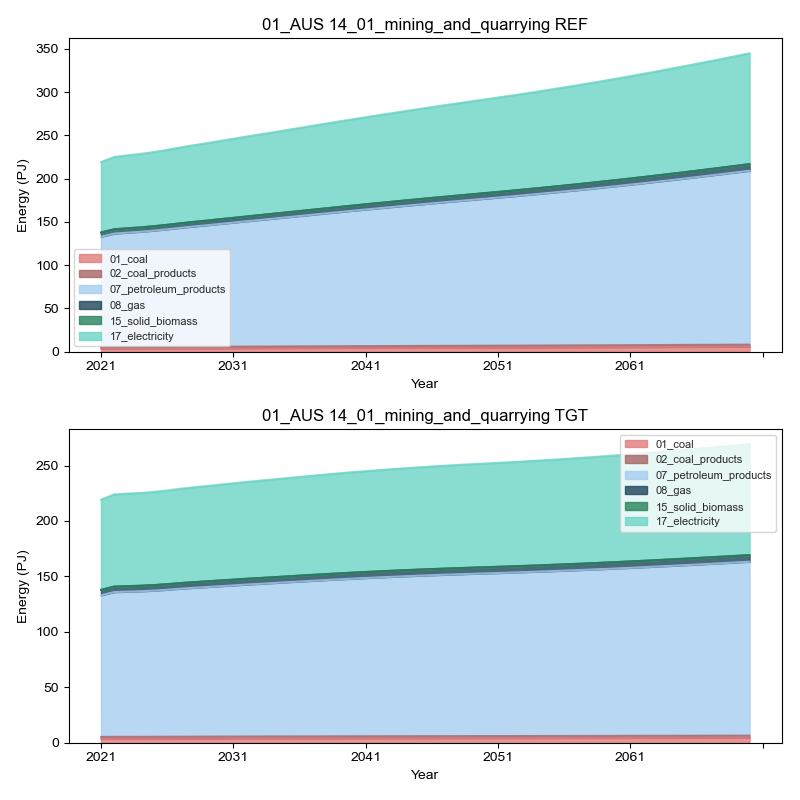 01_AUS 14_01_mining_and_quarrying REF
350
300
250
200
150
100
50
0
Energy (PJ)
01_coal
02_coal_products
07_petroleum_products
08_gas
15_solid_biomass
17_electricity
2021 2031 2041 2051 2061
Year
01_AUS 14_01_mining_and_quarrying TGT
250
200
150
100
50
0
Energy (PJ)
01_coal
02_coal_products
07_petroleum_products
08_gas
15_solid_biomass
17_electricity
2021 2031 2041 2051 2061
Year